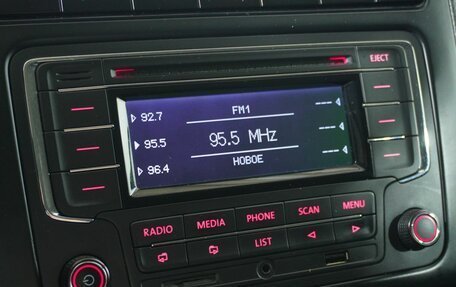 EJECT
FM1
92.7
95.5 MHz
95.5
96.4
НОВОЕ
RADIO MEDIA PHONE SCAN MENU
LIST